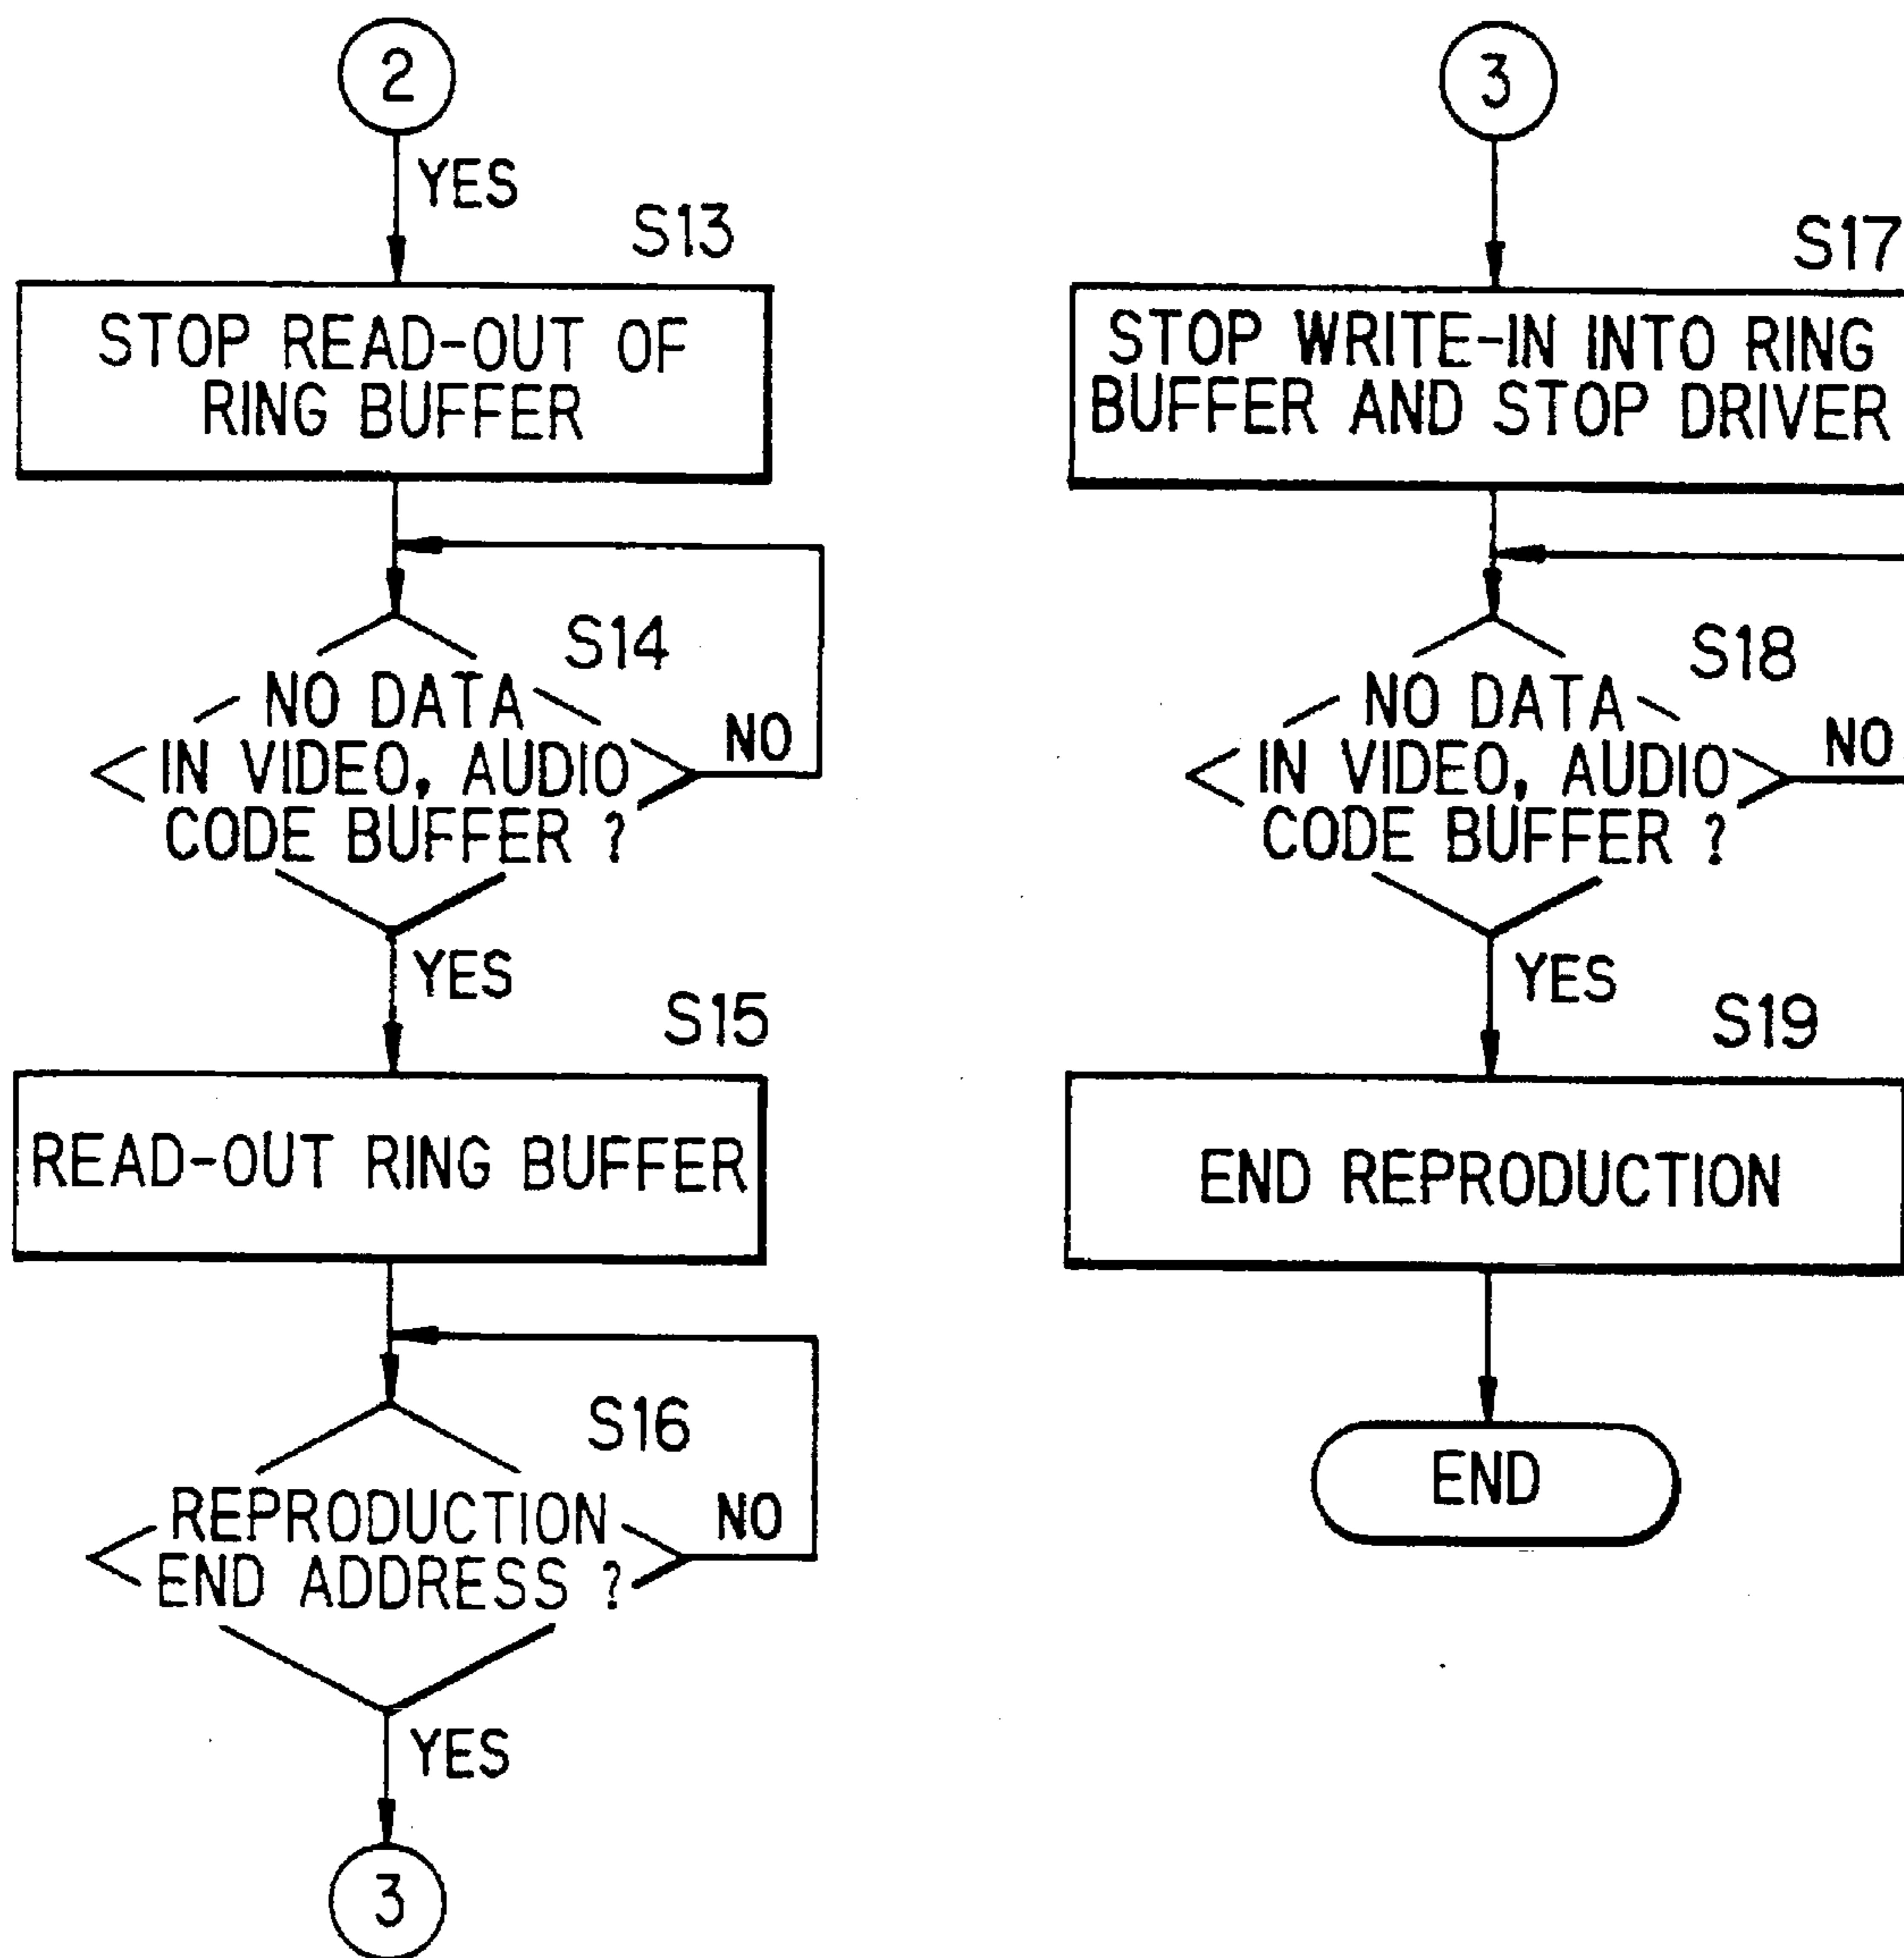 2
YES
S13
STOP READ-OUT OF
RING BUFFER
S14
NO DATA
IN VIDEO, AUDIO
CODE BUFFER ?
NO
YES
S15
READ-OUT RING BUFFER
S16
REPRODUCTION
END ADDRESS ?
NO
YES
3
3
S17
STOP WRITE-IN INTO RING
BUFFER AND STOP DRIVER
S18
NO DATA
IN VIDEO, AUDIO
CODE BUFFER ?
NO
YES
S19
END REPRODUCTION
END